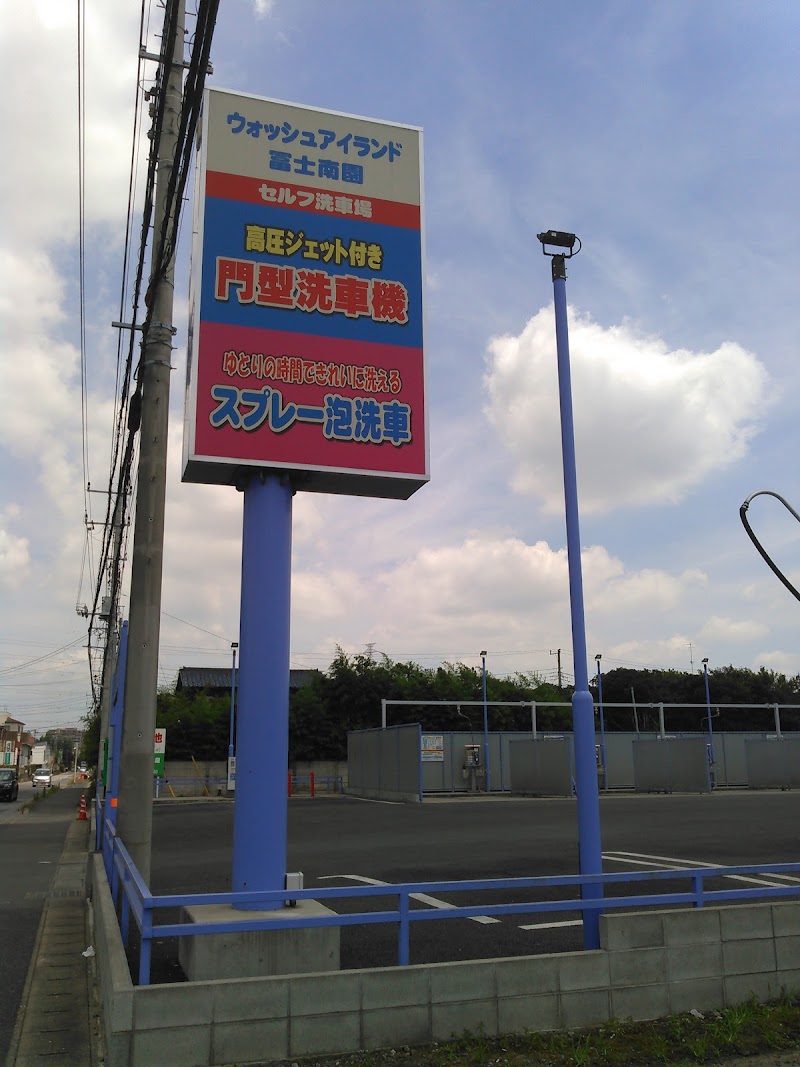 ウォッシュアイランド
冨士南園
セルフ洗車場
高圧ジェット付き
門型洗車機
ゆとりの時間できれいに洗える
スプレー泡洗車